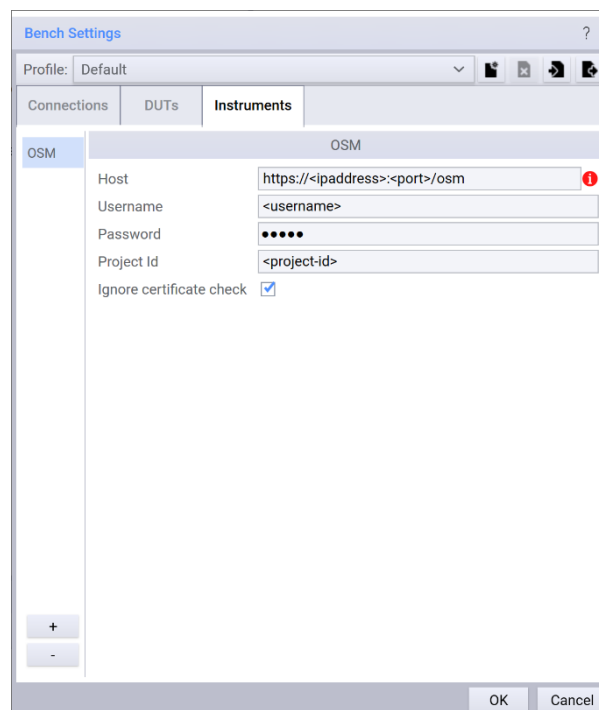 Bench Settings ?
Profile: Default
Connections DUTs Instruments
OSM OSM
Host https://<ipaddress>:<port>/osm
Username <username>
Password •••••
Project Id <project-id>
Ignore certificate check
+
-
OK Cancel